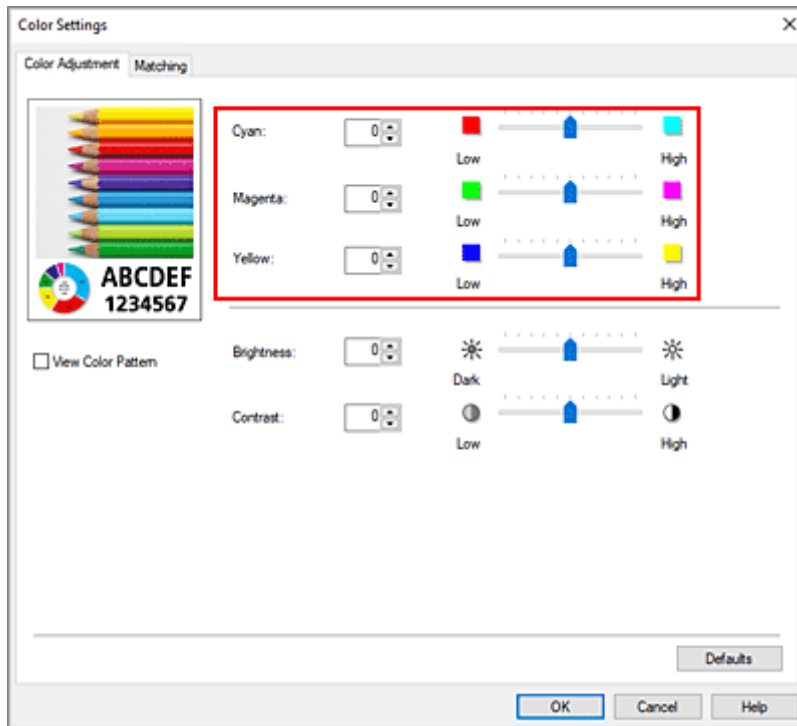 Color Settings
Color Adjustment Matching
Cyan: 0
Low High
Magenta: 0
Low High
Yellow: 0
Low High
ABCDEF
1234567
View Color Pattern
Brightness: 0
Dark Light
Contrast: 0
Low High
Defaults
OK Cancel Help